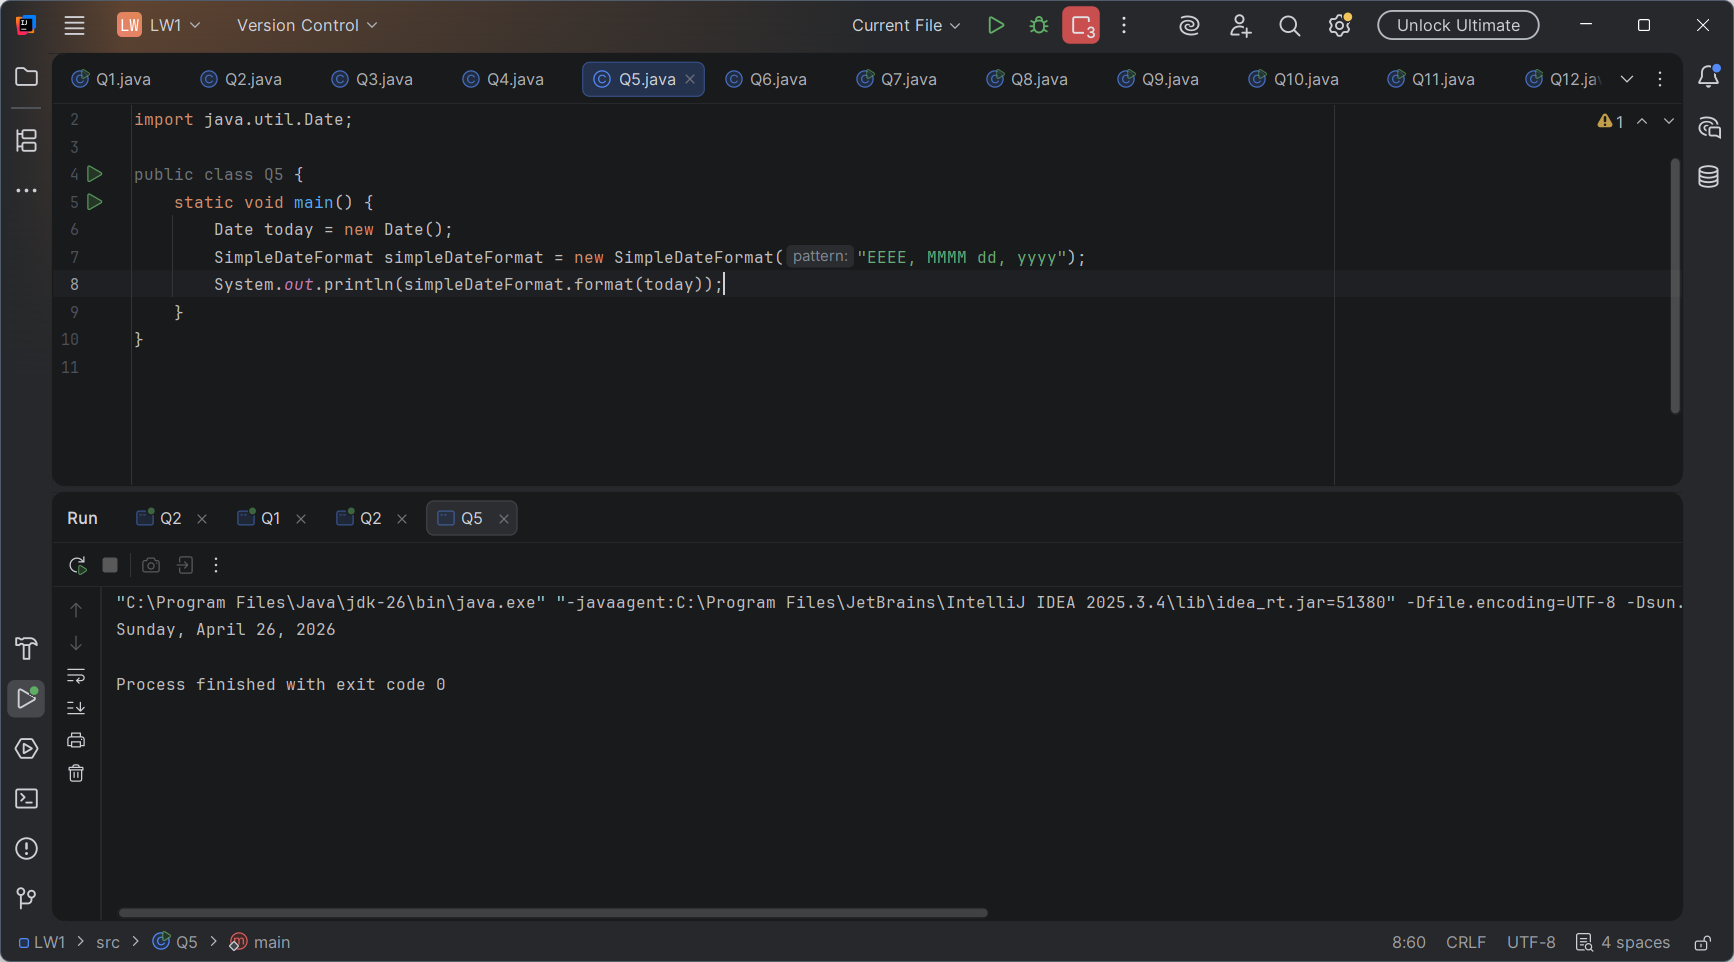 LW LW1 Version Control Current File 3 Unlock Ultimate
Q1.java Q2.java Q3.java Q4.java Q5.java Q6.java Q7.java Q8.java Q9.java Q10.java Q11.java Q12.ja
2 import java.util.Date; 1
3
4 public class Q5 {
5 static void main() {
6 Date today = new Date();
7 SimpleDateFormat simpleDateFormat = new SimpleDateFormat( pattern: "EEEE, MMMM dd, yyyy");
8 System.out.println(simpleDateFormat.format(today));
9 }
10 }
11
Run Q2 Q1 Q2 Q5
"C:\Program Files\Java\jdk-26\bin\java.exe" "-javaagent:C:\Program Files\JetBrains\IntelliJ IDEA 2025.3.4\lib\idea_rt.jar=51380" -Dfile.encoding=UTF-8 -Dsun.
Sunday, April 26, 2026
Process finished with exit code 0
LW1 src Q5 main 8:60 CRLF UTF-8 4 spaces